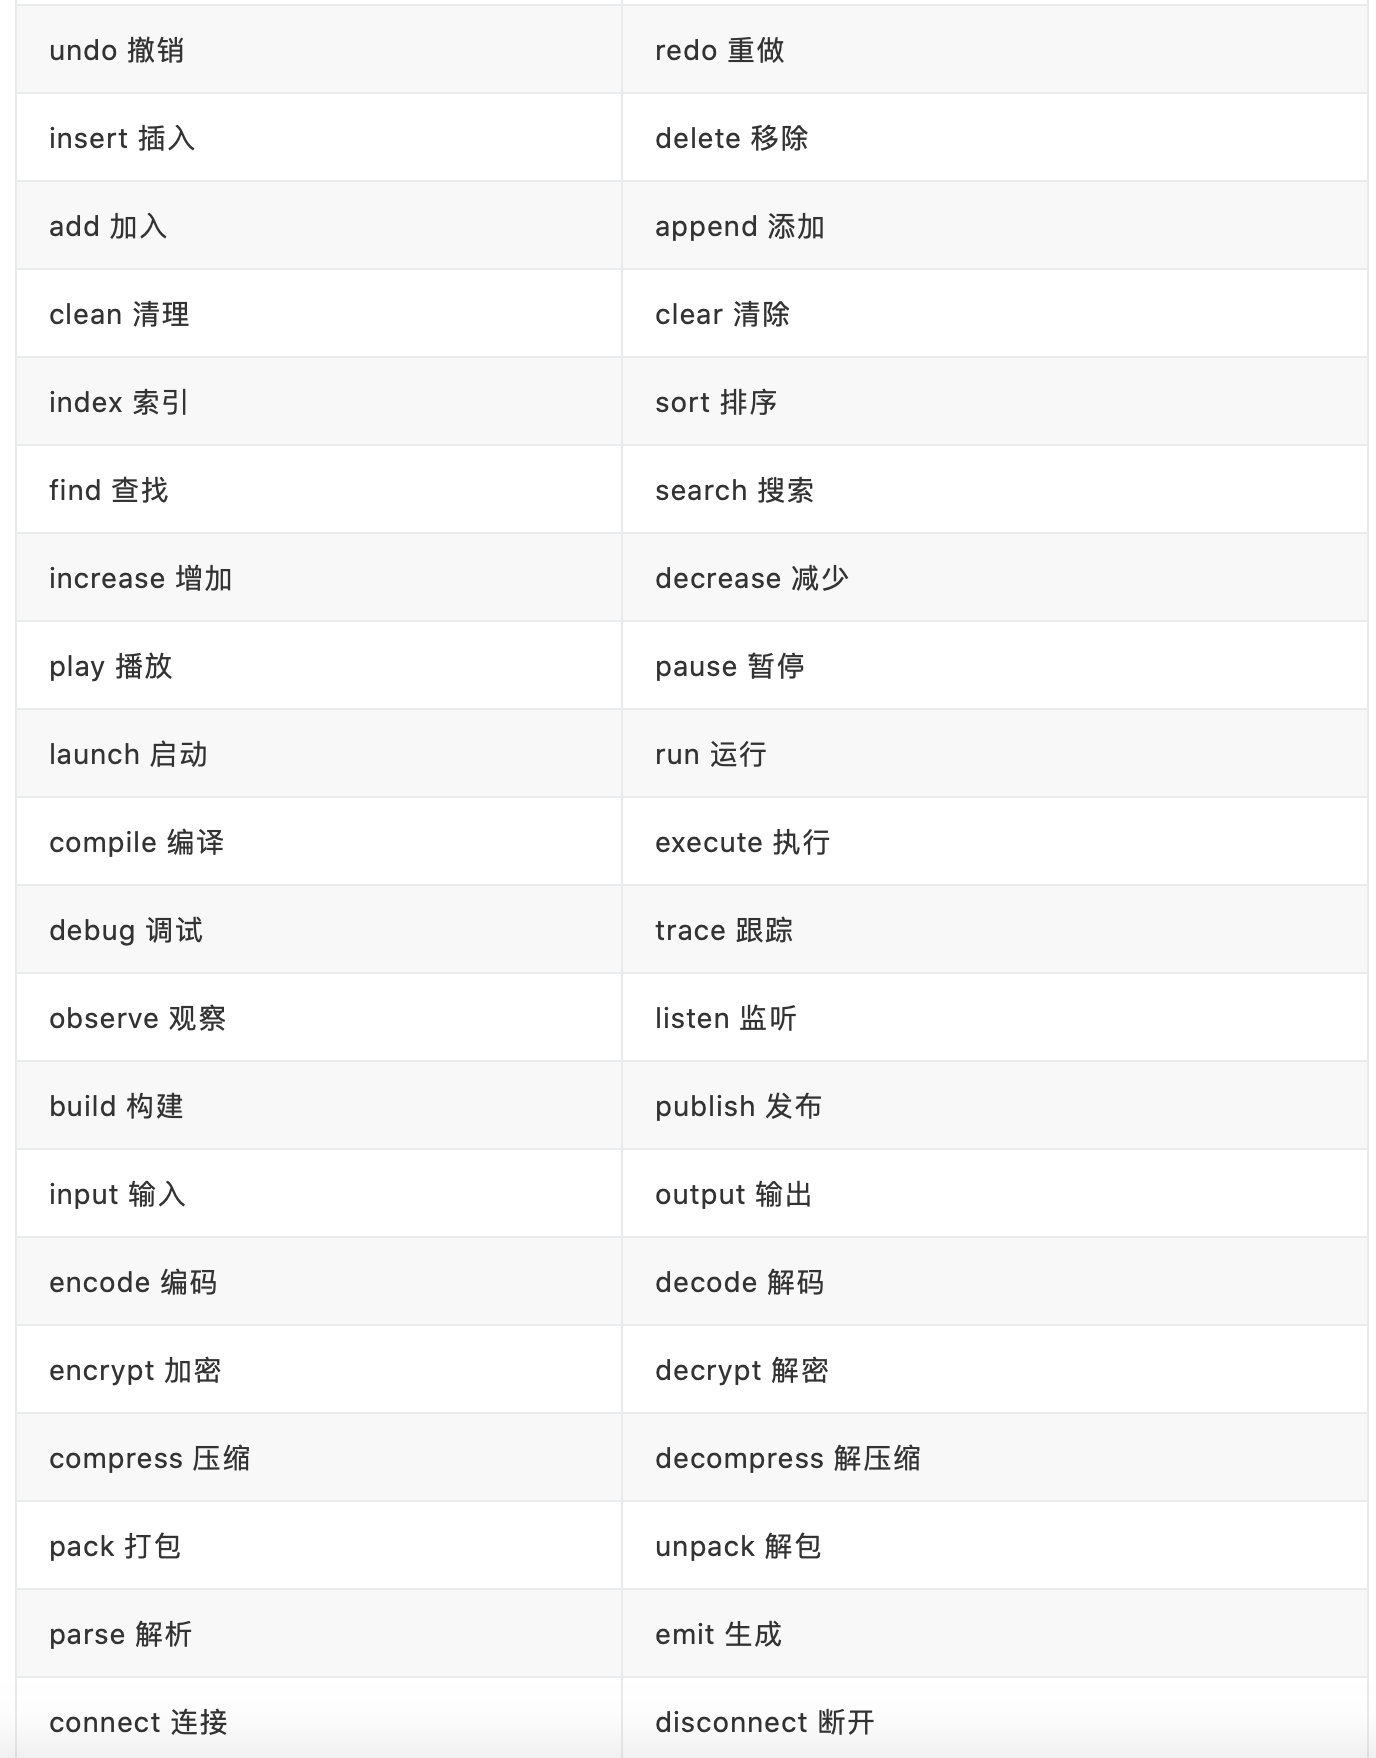 undo 撤销 redo 重做
insert 插入 delete 移除
add 加入 append 添加
clean 清理 clear 清除
index 索引 sort 排序
find 查找 search 搜索
increase 增加 decrease 减少
play 播放 pause 暂停
launch 启动 run 运行
compile 编译 execute 执行
debug 调试 trace 跟踪
observe 观察 listen 监听
build 构建 publish 发布
input 输入 output 输出
encode 编码 decode 解码
encrypt 加密 decrypt 解密
compress 压缩 decompress 解压缩
pack 打包 unpack 解包
parse 解析 emit 生成
connect 连接 disconnect 断开